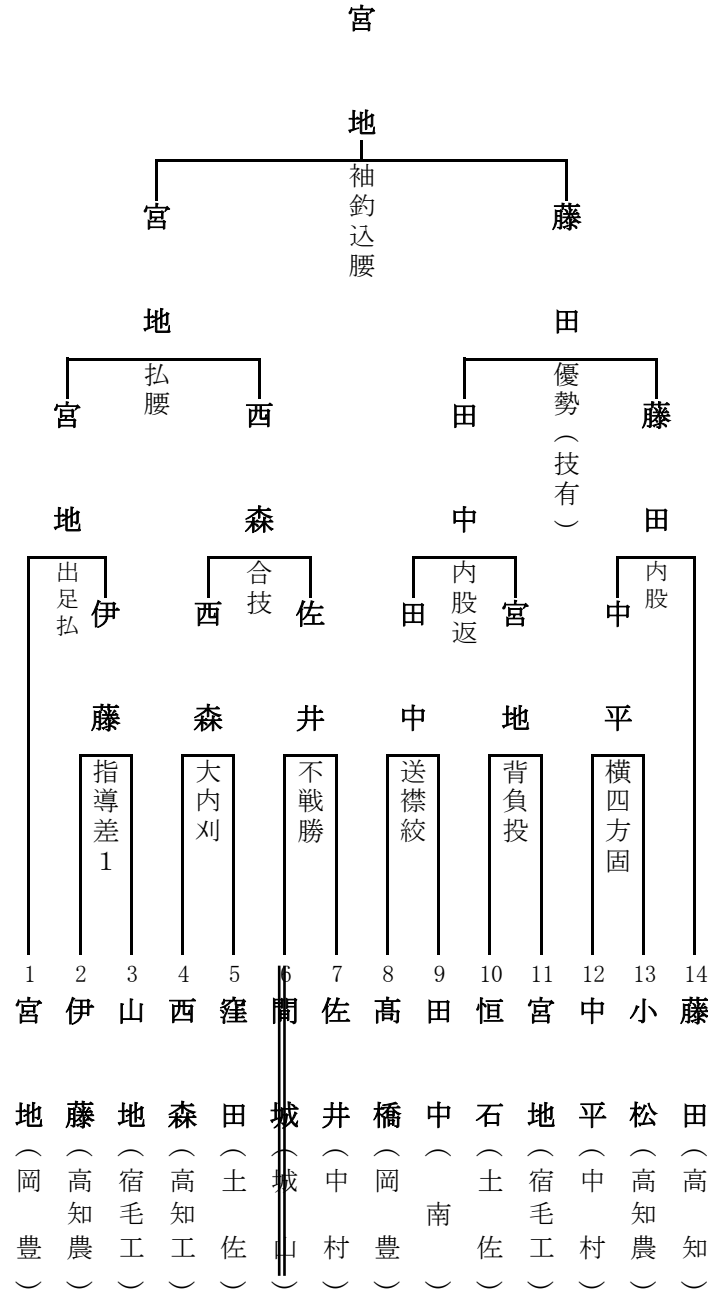 宮地
袖釣込腰
宮地
藤田
払腰
優勢（技有）
宮地
西森
田中
藤田
出足払
合技
内股返
内股
伊藤
西森
佐井
田中
宮地
中平
指導差1
大内刈
不戦勝
送襟絞
背負投
横四方固
1 宮地（岡豊）
2 伊藤（高知農）
3 山地（宿毛工）
4 西森（高知工）
5 窪田（土佐）
6 間城（城山）
7 佐井（中村）
8 髙橋（岡豊）
9 田中（南）
10 恒石（土佐）
11 宮地（宿毛工）
12 中平（中村）
13 小松（高知農）
14 藤田（高知）